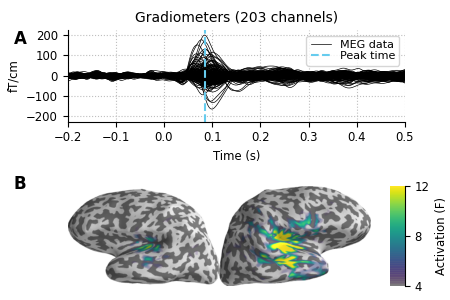 Gradiometers (203 channels)
A
200
100
0
−100
−200
fT/cm
MEG data
Peak time
−0.2 −0.1 0.0 0.1 0.2 0.3 0.4 0.5
Time (s)
B
12
8
4
Activation (F)